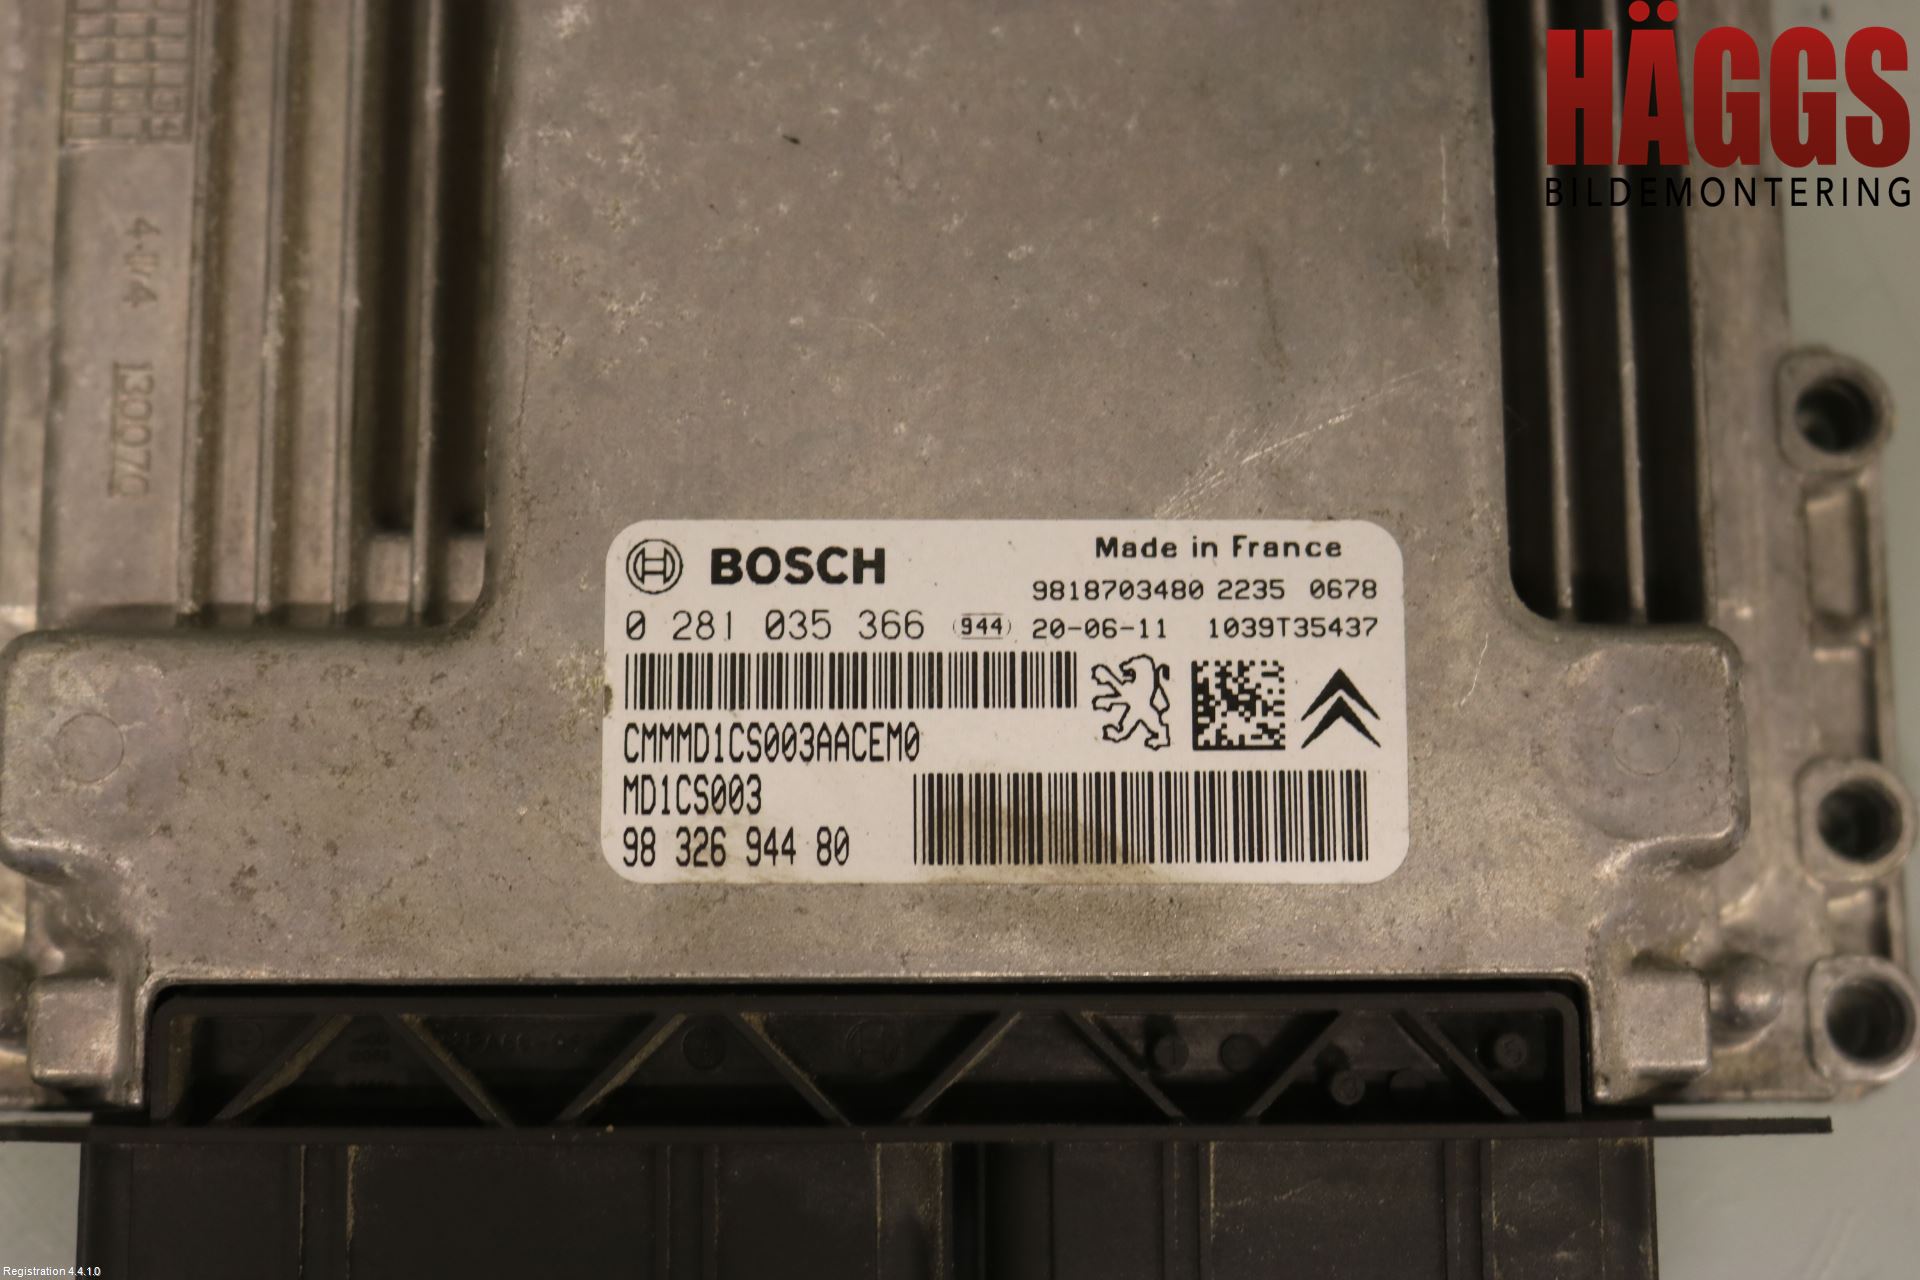 HÄGGS
BILDEMONTERING
BOSCH
Made in France
9818703480 2235 0678
0 281 035 366 (944) 20-06-11 1039T35437
CMMMD1CS003AACEM0
MD1CS003
98 326 944 80
13070
Registration 4.4.1.0